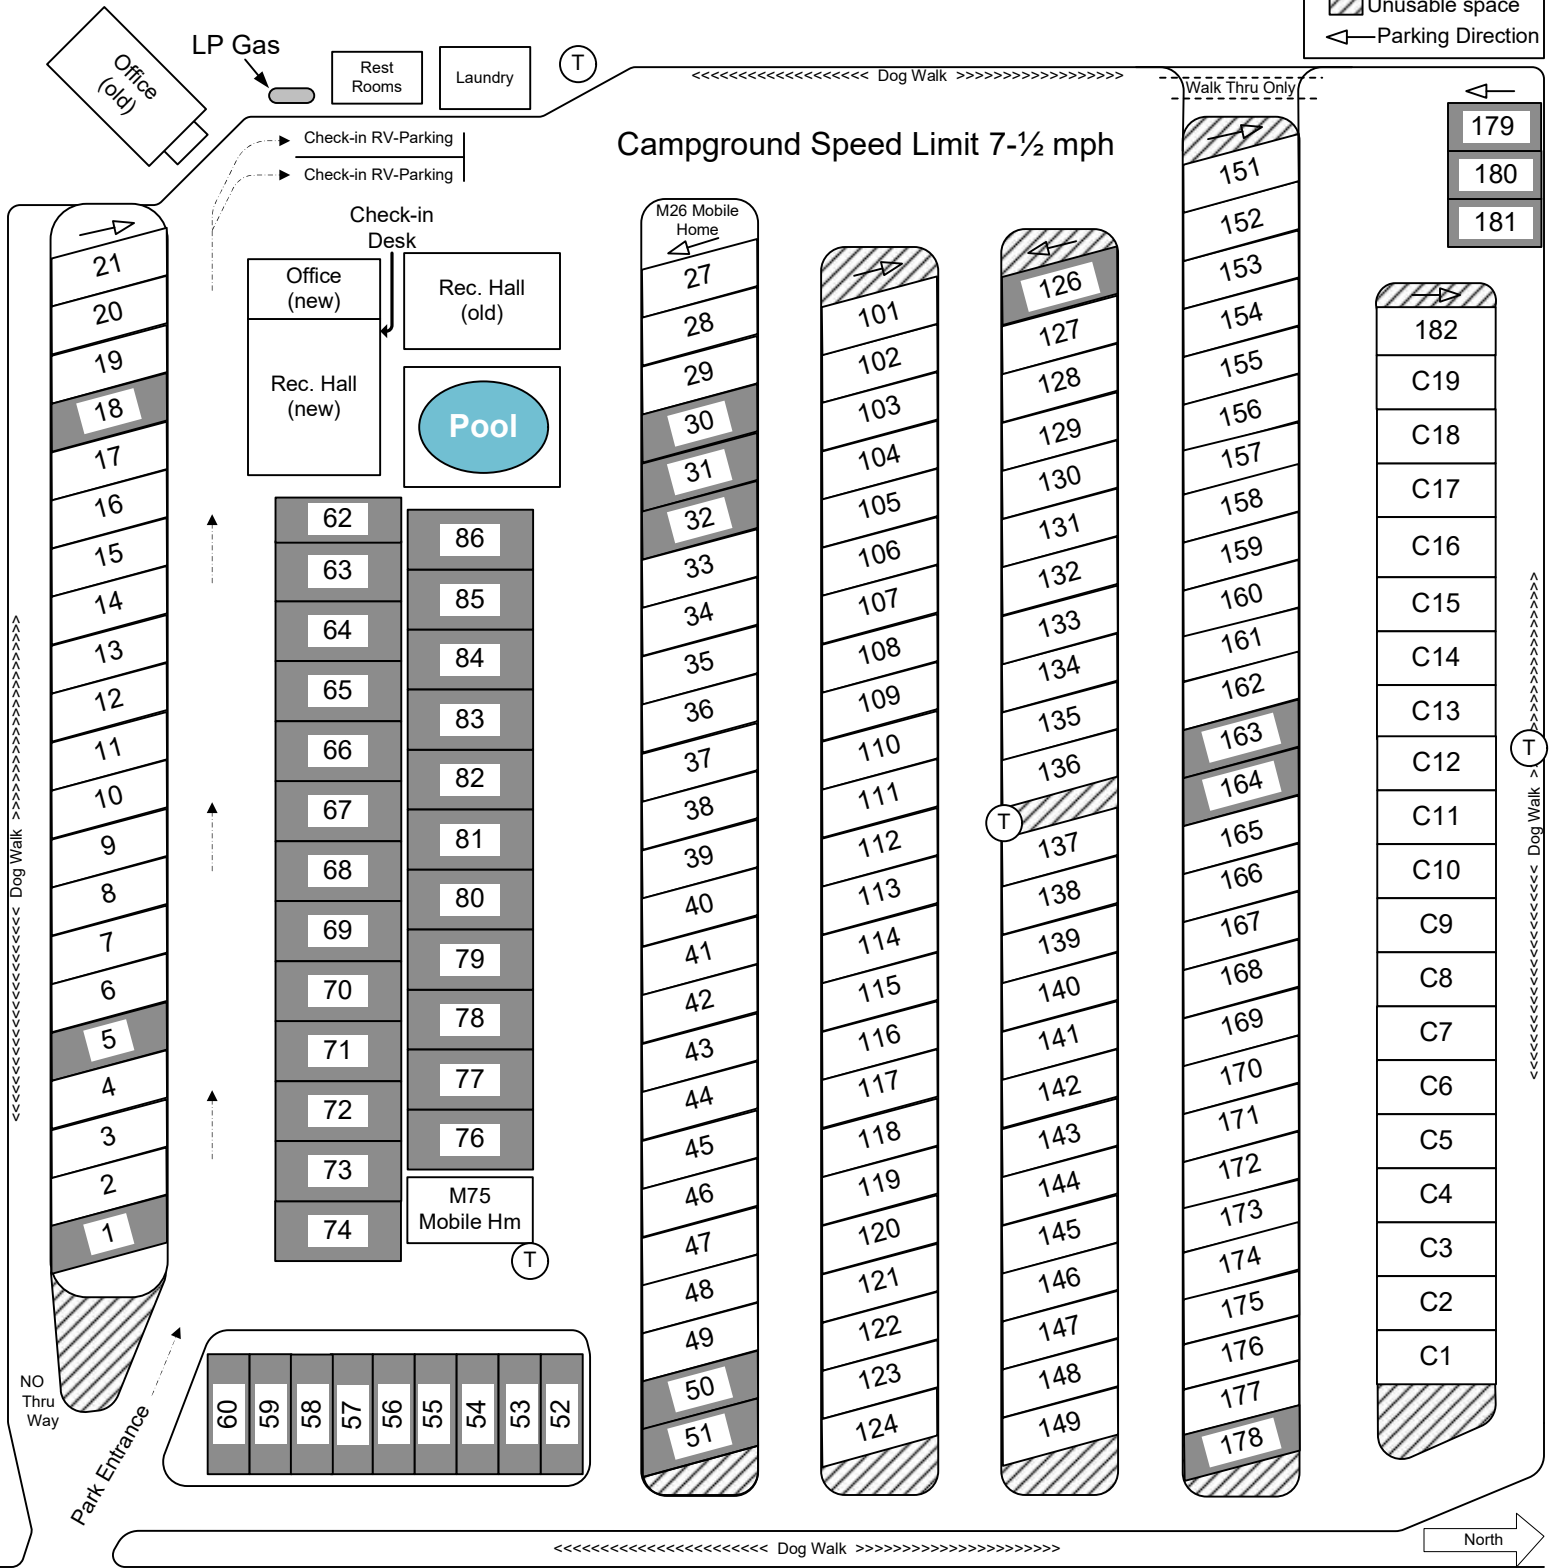 Unusable space
Parking Direction
Office
(old)
LP Gas
Rest
Rooms
Laundry
T
<<<<<<<<<<<<<<<<<<< Dog Walk >>>>>>>>>>>>>>>>>>
Walk Thru Only
Check-in RV-Parking
Check-in RV-Parking
Campground Speed Limit 7-½ mph
179
180
181
Check-in
Desk
Office
(new)
Rec. Hall
(new)
Rec. Hall
(old)
Pool
21
20
19
18
17
16
15
14
13
12
11
10
9
8
7
6
5
4
3
2
1
Dog Walk
62
63
64
65
66
67
68
69
70
71
72
73
74
86
85
84
83
82
81
80
79
78
77
76
M75
Mobile Hm
T
M26 Mobile
Home
27
28
29
30
31
32
33
34
35
36
37
38
39
40
41
42
43
44
45
46
47
48
49
50
51
101
102
103
104
105
106
107
108
109
110
111
112
113
114
115
116
117
118
119
120
121
122
123
124
126
127
128
129
130
131
132
133
134
135
136
T
137
138
139
140
141
142
143
144
145
146
147
148
149
151
152
153
154
155
156
157
158
159
160
161
162
163
164
165
166
167
168
169
170
171
172
173
174
175
176
177
178
182
C19
C18
C17
C16
C15
C14
C13
C12
C11
C10
C9
C8
C7
C6
C5
C4
C3
C2
C1
T
Dog Walk
NO
Thru
Way
Park Entrance
60 59 58 57 56 55 54 53 52
<<<<<<<<<<<<<<<<<<<<<<< Dog Walk >>>>>>>>>>>>>>>>>>>>>>
North